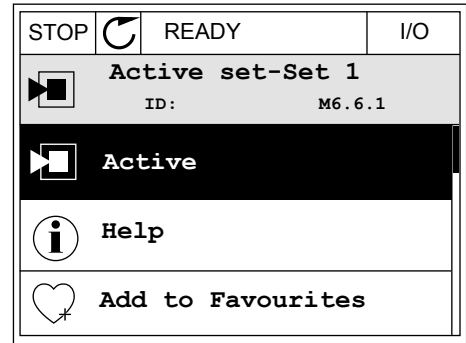 STOP READY I/O
Active set-Set 1
ID: M6.6.1
Active
Help
Add to Favourites